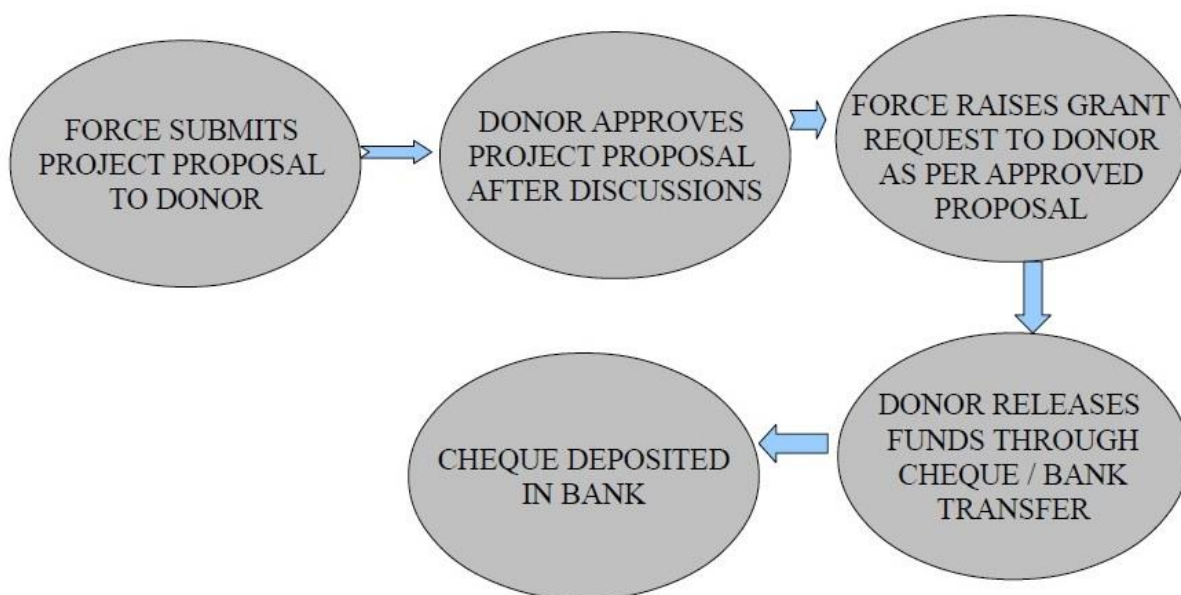 FORCE SUBMITS
PROJECT PROPOSAL
TO DONOR
DONOR APPROVES
PROJECT PROPOSAL
AFTER DISCUSSIONS
FORCE RAISES GRANT
REQUEST TO DONOR
AS PER APPROVED
PROPOSAL
DONOR RELEASES
FUNDS THROUGH
CHEQUE / BANK
TRANSFER
CHEQUE DEPOSITED
IN BANK